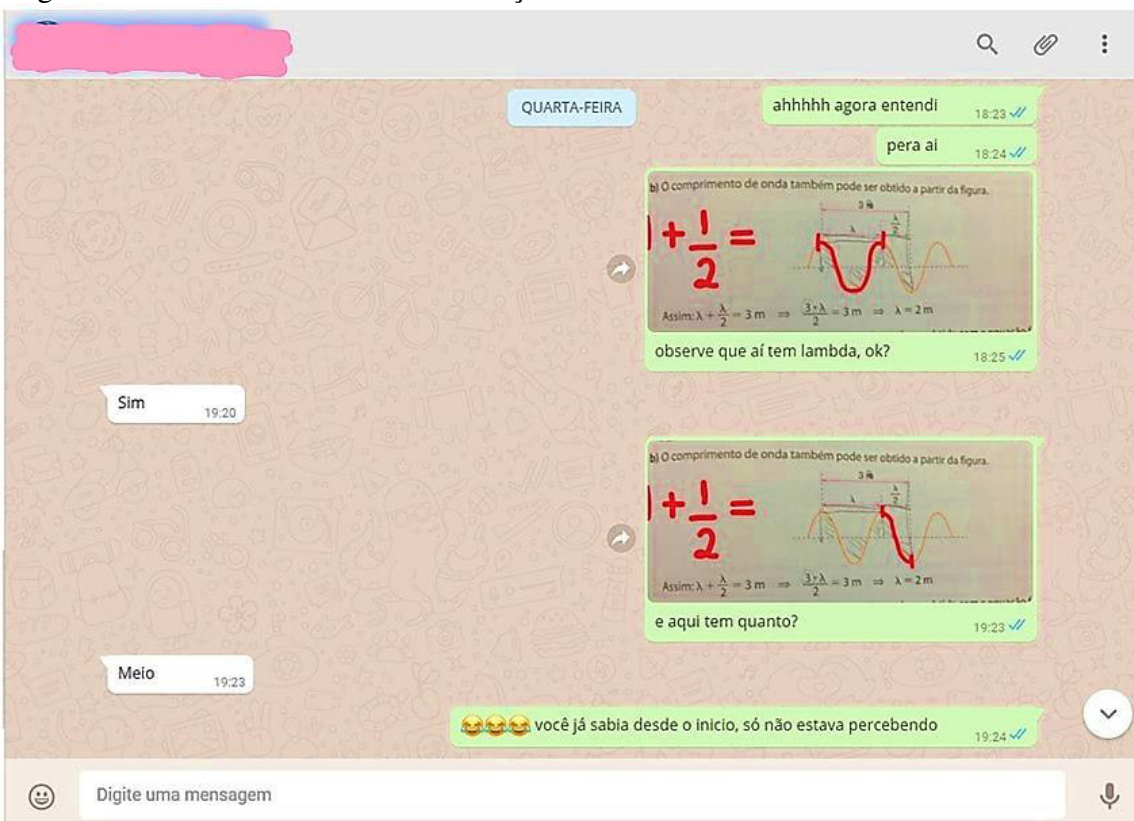 QUARTA-FEIRA
ahhhhh agora entendi
18:23
pera ai
18:24
b) O comprimento de onda também pode ser obtido a partir da figura.
3 m
λ
λ/2
+ 1/2 =
Assim: λ + λ/2 = 3 m ⇒ 3·λ/2 = 3 m ⇒ λ = 2 m
observe que aí tem lambda, ok?
18:25
Sim
19:20
b) O comprimento de onda também pode ser obtido a partir da figura.
3 m
λ
λ/2
+ 1/2 =
Assim: λ + λ/2 = 3 m ⇒ 3·λ/2 = 3 m ⇒ λ = 2 m
e aqui tem quanto?
19:23
Meio
19:23
😂😂😂 você já sabia desde o inicio, só não estava percebendo
19:24
Digite uma mensagem